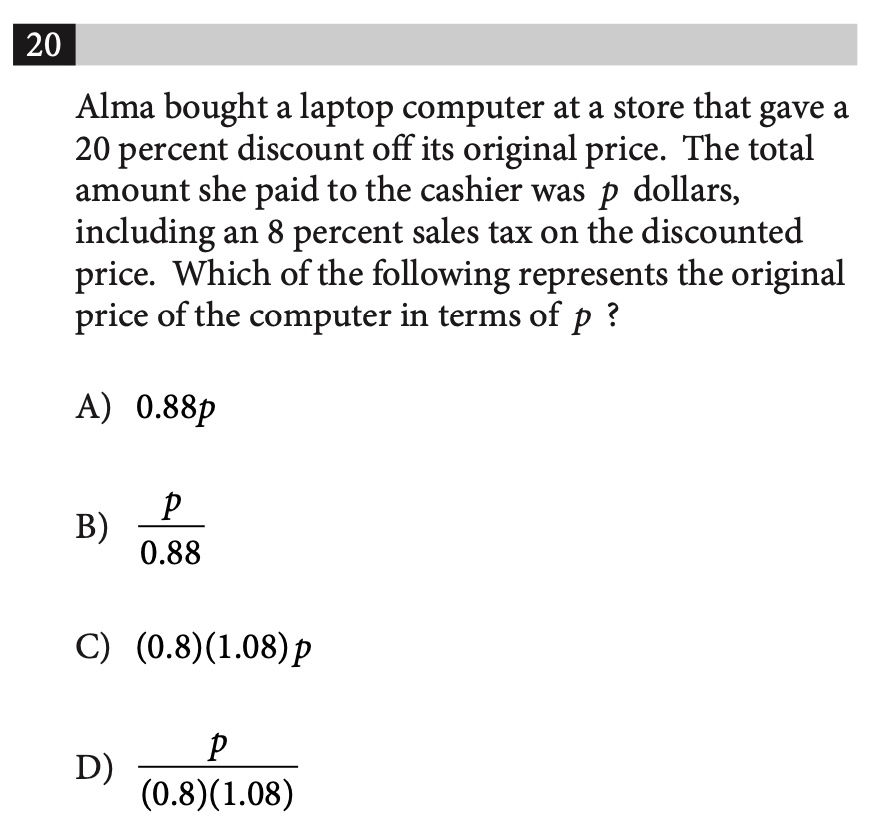 20
Alma bought a laptop computer at a store that gave a
20 percent discount off its original price. The total
amount she paid to the cashier was p dollars,
including an 8 percent sales tax on the discounted
price. Which of the following represents the original
price of the computer in terms of p ?
A) 0.88p
B) p
0.88
C) (0.8)(1.08)p
D) p
(0.8)(1.08)